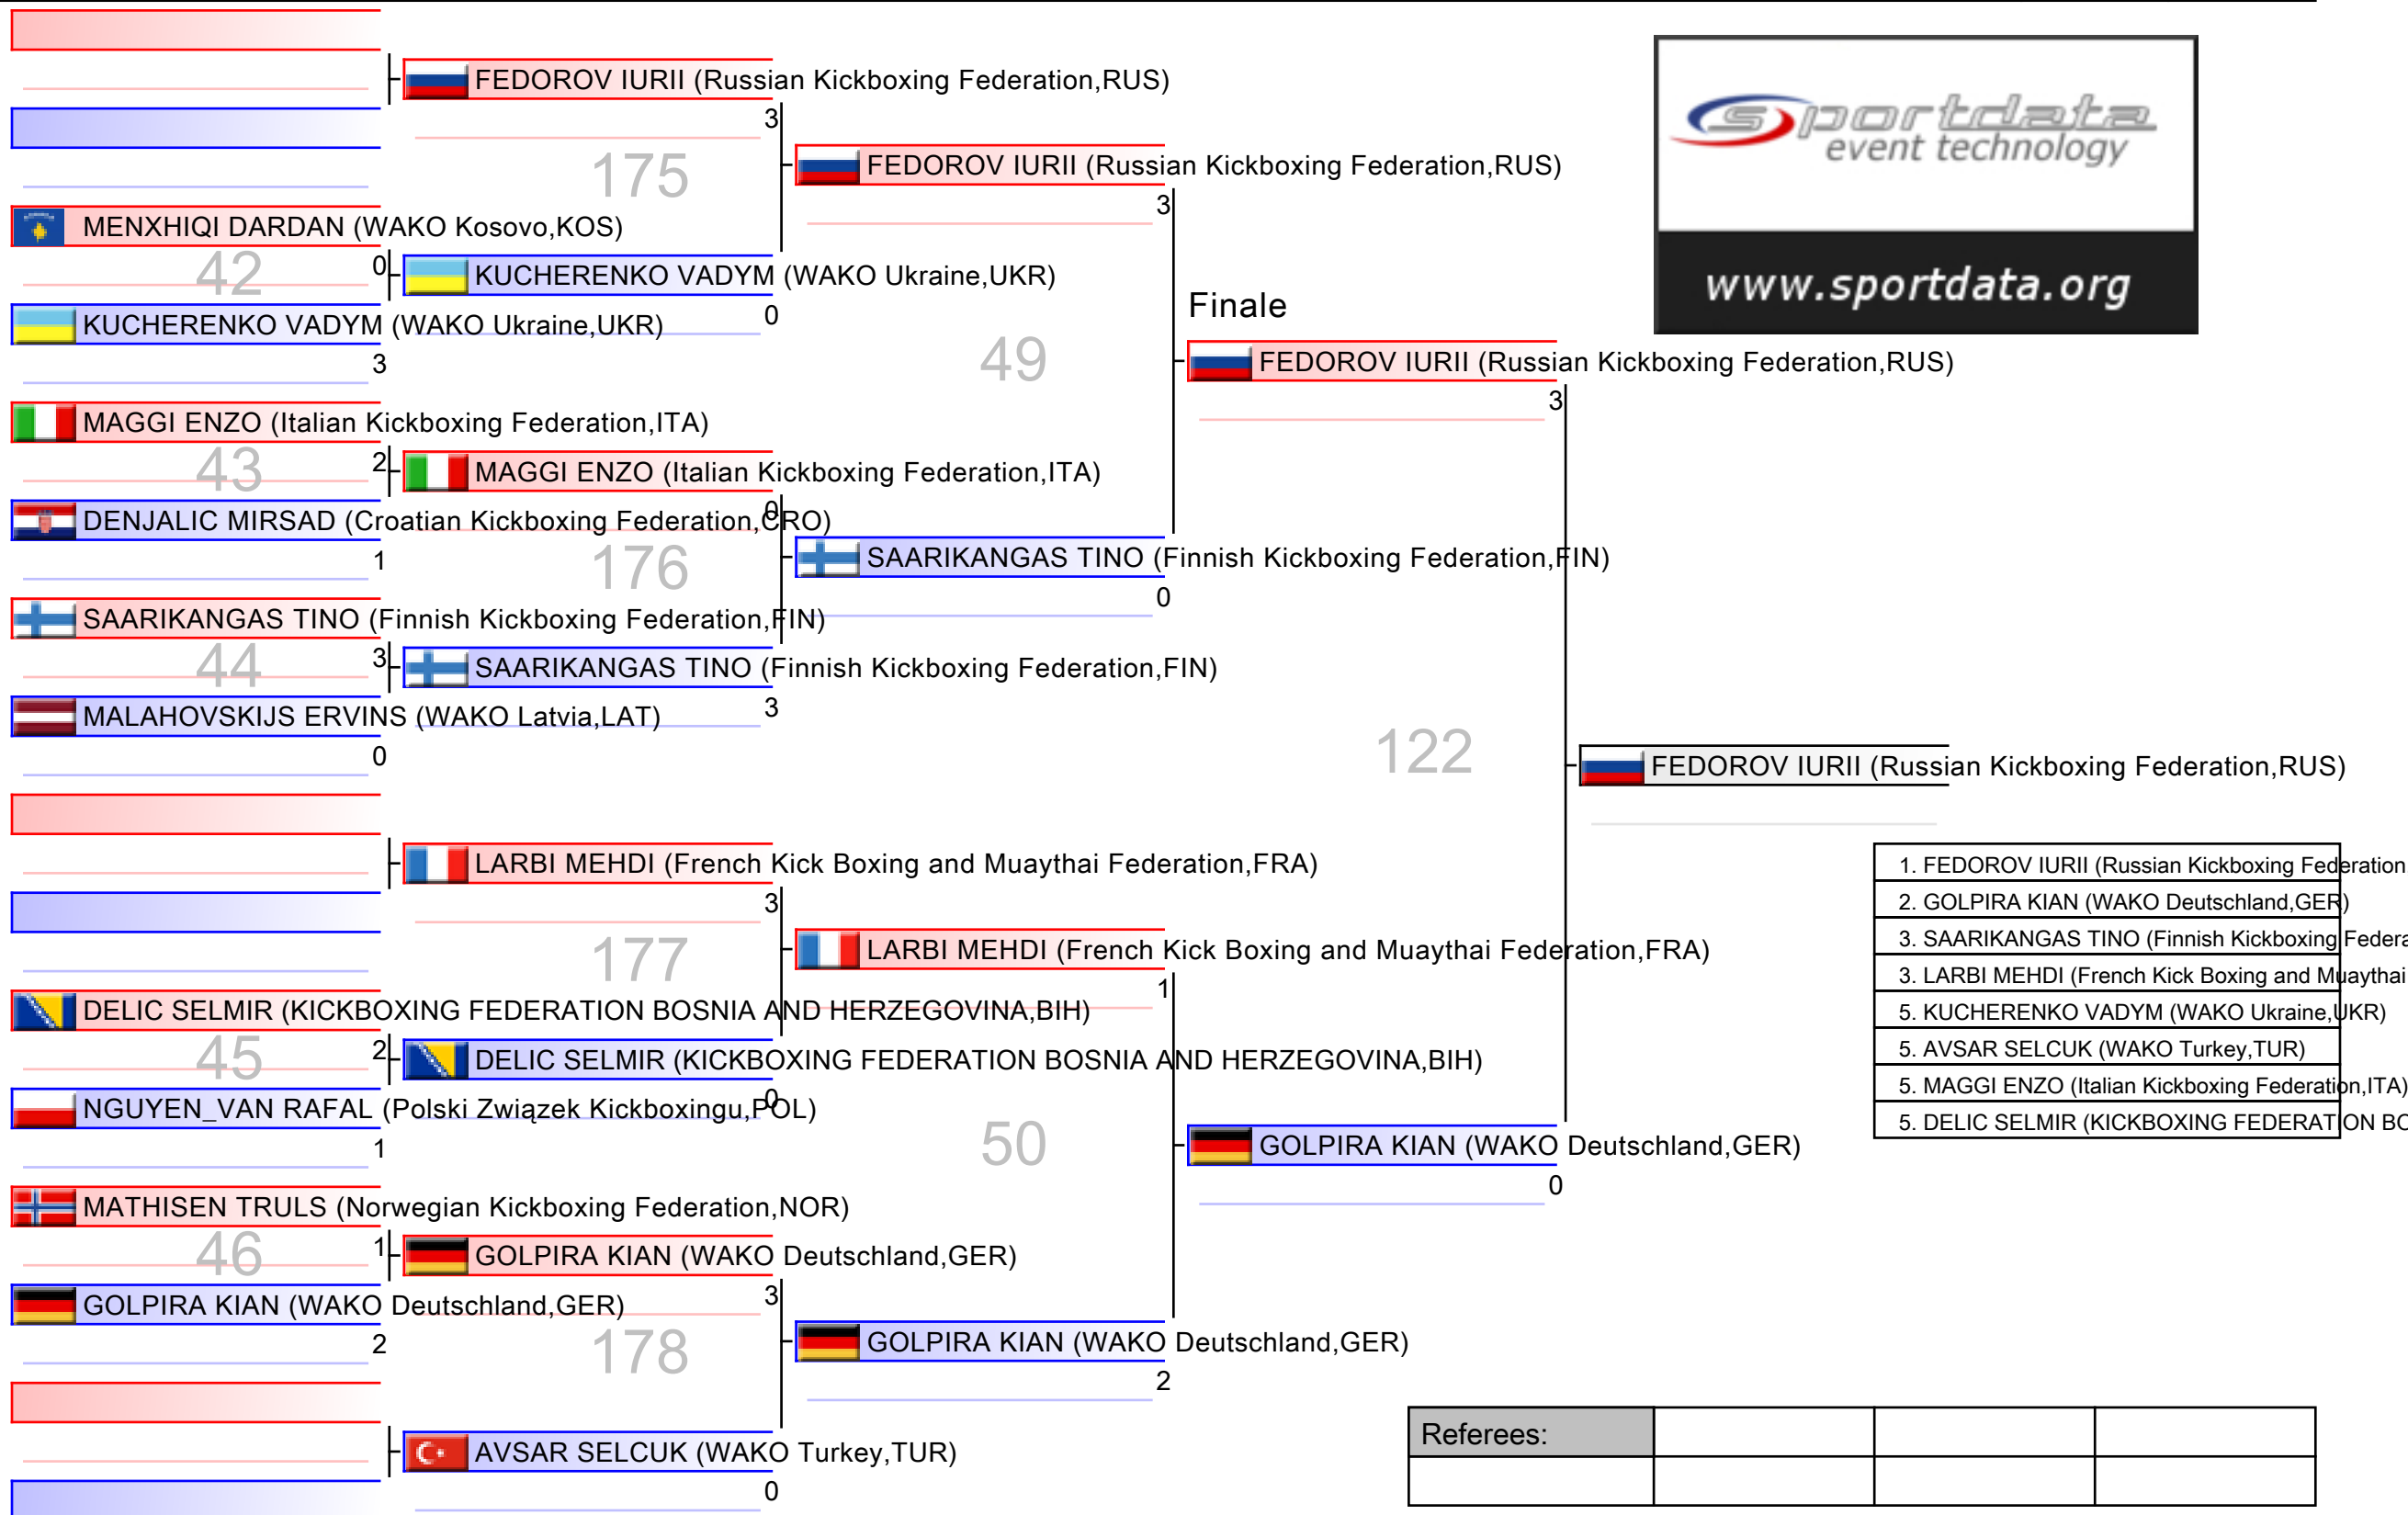 FEDOROV IURII (Russian Kickboxing Federation,RUS)
3
175
KUCHERENKO VADYM (WAKO Ukraine,UKR)
0
MENXHIQI DARDAN (WAKO Kosovo,KOS)
42
0
KUCHERENKO VADYM (WAKO Ukraine,UKR)
3
MAGGI ENZO (Italian Kickboxing Federation,ITA)
43
2
DENJALIC MIRSAD (Croatian Kickboxing Federation,CRO)
1
MAGGI ENZO (Italian Kickboxing Federation,ITA)
0
176
SAARIKANGAS TINO (Finnish Kickboxing Federation,FIN)
44
3
MALAHOVSKIJS ERVINS (WAKO Latvia,LAT)
0
SAARIKANGAS TINO (Finnish Kickboxing Federation,FIN)
3
FEDOROV IURII (Russian Kickboxing Federation,RUS)
3
49
SAARIKANGAS TINO (Finnish Kickboxing Federation,FIN)
0
LARBI MEHDI (French Kick Boxing and Muaythai Federation,FRA)
3
177
DELIC SELMIR (KICKBOXING FEDERATION BOSNIA AND HERZEGOVINA,BIH)
45
2
NGUYEN_VAN RAFAL (Polski Związek Kickboxingu,POL)
1
DELIC SELMIR (KICKBOXING FEDERATION BOSNIA AND HERZEGOVINA,BIH)
0
MATHISEN TRULS (Norwegian Kickboxing Federation,NOR)
46
1
GOLPIRA KIAN (WAKO Deutschland,GER)
2
GOLPIRA KIAN (WAKO Deutschland,GER)
3
178
AVSAR SELCUK (WAKO Turkey,TUR)
0
LARBI MEHDI (French Kick Boxing and Muaythai Federation,FRA)
1
50
GOLPIRA KIAN (WAKO Deutschland,GER)
2
Finale
FEDOROV IURII (Russian Kickboxing Federation,RUS)
3
122
GOLPIRA KIAN (WAKO Deutschland,GER)
0
FEDOROV IURII (Russian Kickboxing Federation,RUS)
sportdata
event technology
www.sportdata.org
1. FEDOROV IURII (Russian Kickboxing Federation
2. GOLPIRA KIAN (WAKO Deutschland,GER)
3. SAARIKANGAS TINO (Finnish Kickboxing Federa
3. LARBI MEHDI (French Kick Boxing and Muaythai
5. KUCHERENKO VADYM (WAKO Ukraine,UKR)
5. AVSAR SELCUK (WAKO Turkey,TUR)
5. MAGGI ENZO (Italian Kickboxing Federation,ITA)
5. DELIC SELMIR (KICKBOXING FEDERATION BO
Referees: